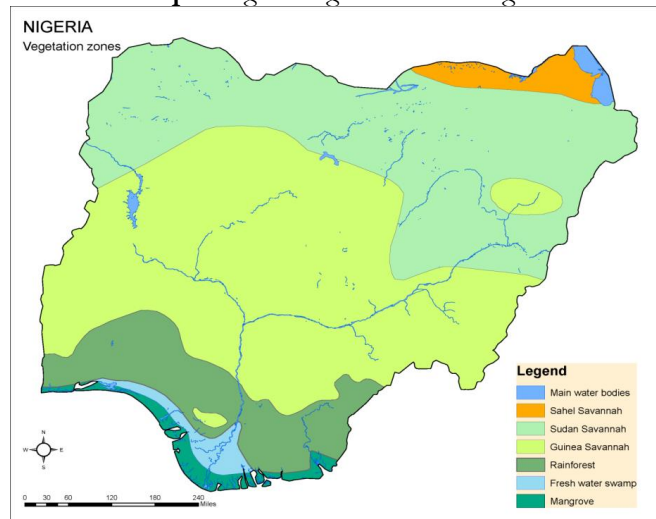 NIGERIA
Vegetation zones
Legend
Main water bodies
Sahel Savannah
Sudan Savannah
Guinea Savannah
Rainforest
Fresh water swamp
Mangrove
N
W E
S
0 30 60 120 180 240
Miles